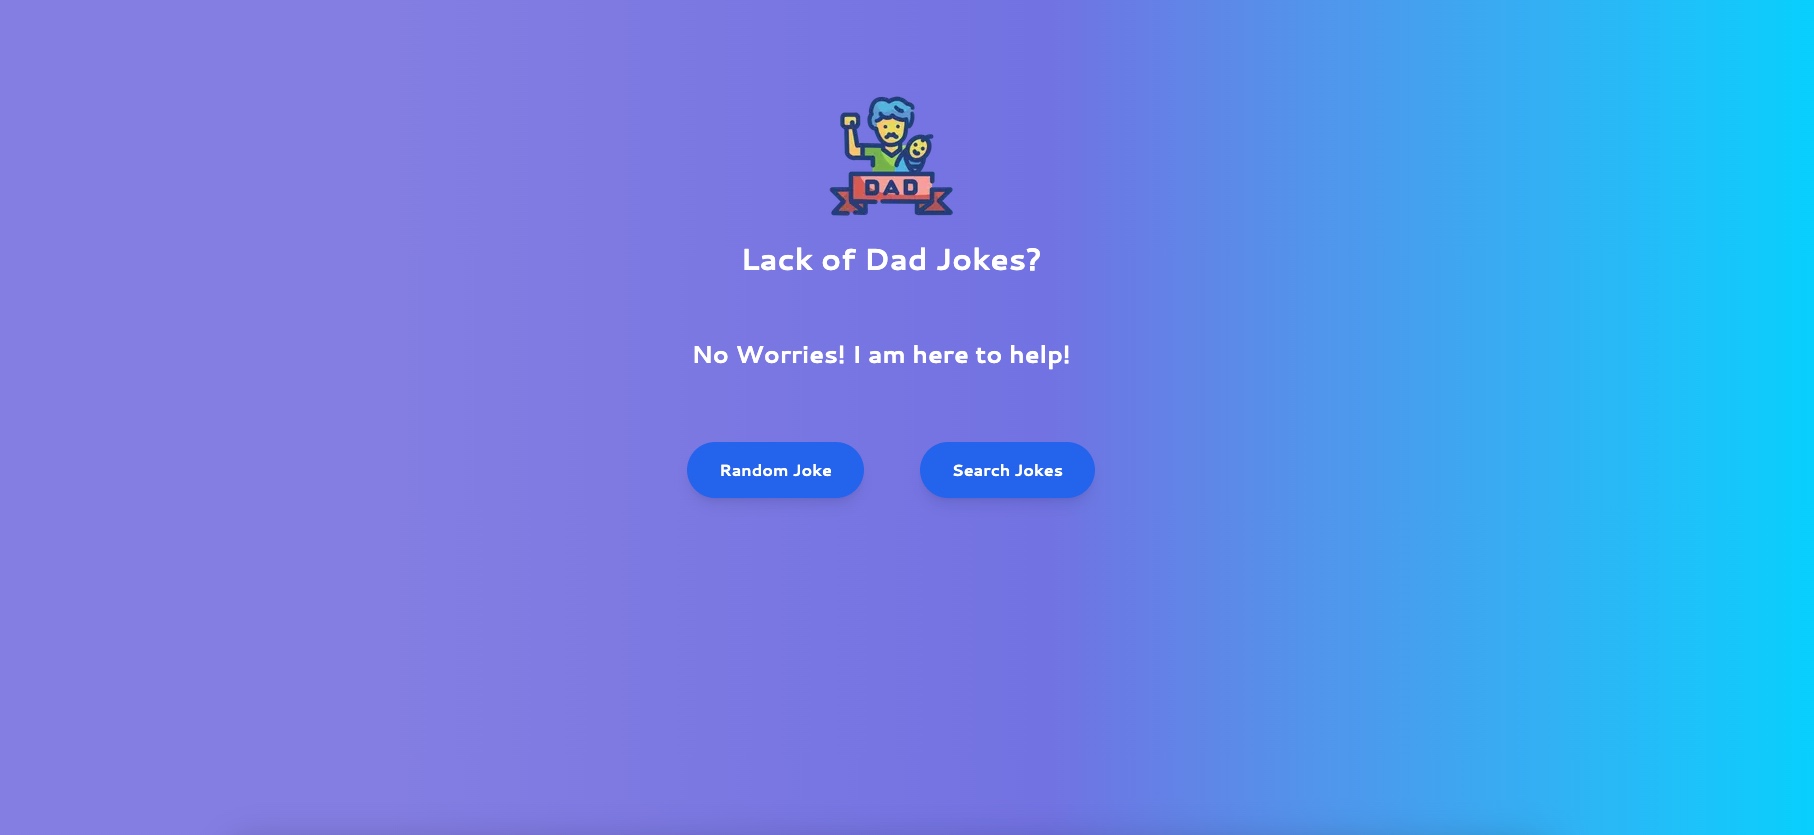 DAD
Lack of Dad Jokes?
No Worries! I am here to help!
Random Joke
Search Jokes